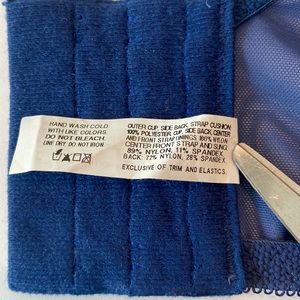 HAND WASH COLD
WITH LIKE COLORS.
DO NOT BLEACH.
LINE DRY. DO NOT IRON.
OUTER CUP, SIDE BACK, STRAP CUSHION
100% POLYESTER, CUP, SIDE BACK, CENTER
AND FRONT STRAP LININGS: 100% NYLON
CENTER FRONT STRAP AND SLING:
89% NYLON, 11% SPANDEX.
BACK: 72% NYLON, 28% SPANDEX.
EXCLUSIVE OF TRIM AND ELASTICS.